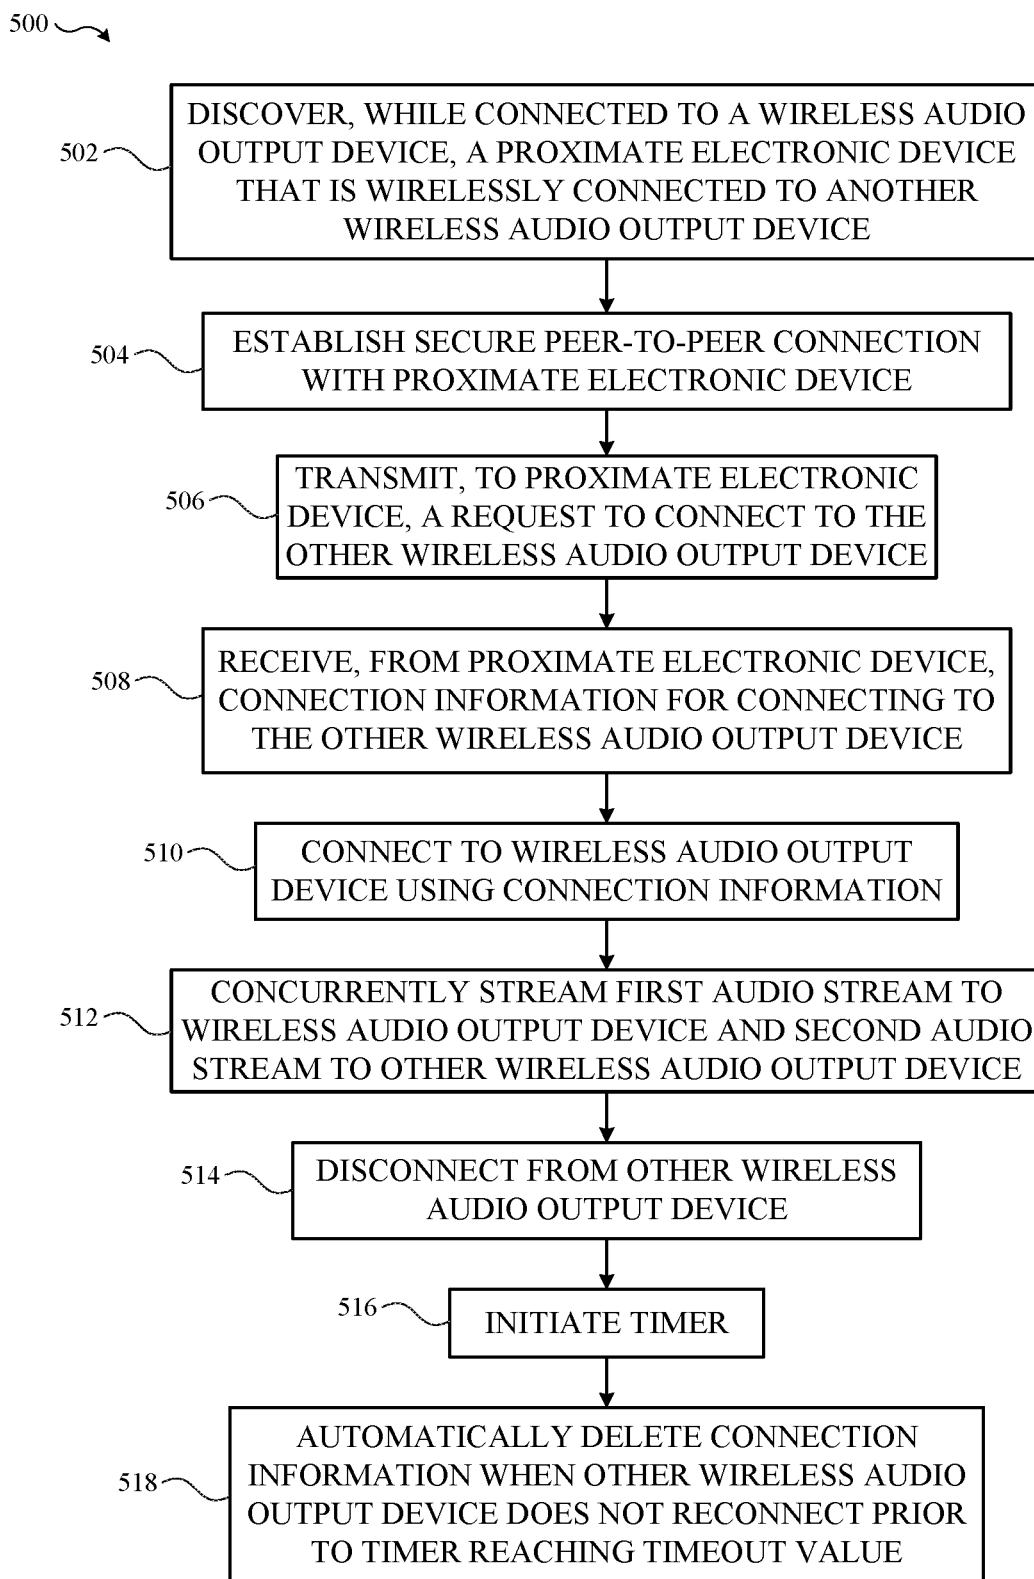 500
502
DISCOVER, WHILE CONNECTED TO A WIRELESS AUDIO
OUTPUT DEVICE, A PROXIMATE ELECTRONIC DEVICE
THAT IS WIRELESSLY CONNECTED TO ANOTHER
WIRELESS AUDIO OUTPUT DEVICE
504
ESTABLISH SECURE PEER-TO-PEER CONNECTION
WITH PROXIMATE ELECTRONIC DEVICE
506
TRANSMIT, TO PROXIMATE ELECTRONIC
DEVICE, A REQUEST TO CONNECT TO THE
OTHER WIRELESS AUDIO OUTPUT DEVICE
508
RECEIVE, FROM PROXIMATE ELECTRONIC DEVICE,
CONNECTION INFORMATION FOR CONNECTING TO
THE OTHER WIRELESS AUDIO OUTPUT DEVICE
510
CONNECT TO WIRELESS AUDIO OUTPUT
DEVICE USING CONNECTION INFORMATION
512
CONCURRENTLY STREAM FIRST AUDIO STREAM TO
WIRELESS AUDIO OUTPUT DEVICE AND SECOND AUDIO
STREAM TO OTHER WIRELESS AUDIO OUTPUT DEVICE
514
DISCONNECT FROM OTHER WIRELESS
AUDIO OUTPUT DEVICE
516
INITIATE TIMER
518
AUTOMATICALLY DELETE CONNECTION
INFORMATION WHEN OTHER WIRELESS AUDIO
OUTPUT DEVICE DOES NOT RECONNECT PRIOR
TO TIMER REACHING TIMEOUT VALUE